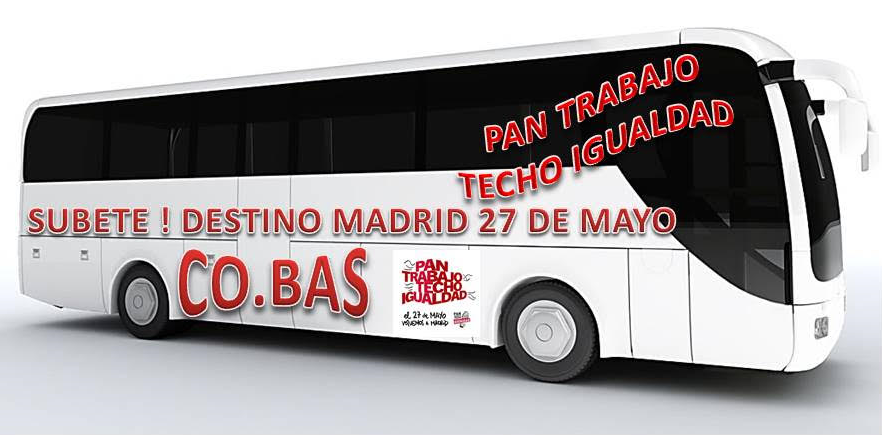 PAN TRABAJO
TECHO IGUALDAD
SUBETE ! DESTINO MADRID 27 DE MAYO
CO.BAS
PAN
TRABAJO
TECHO
IGUALDAD
el 27 de MAYO
VOLVEMOS A MADRID